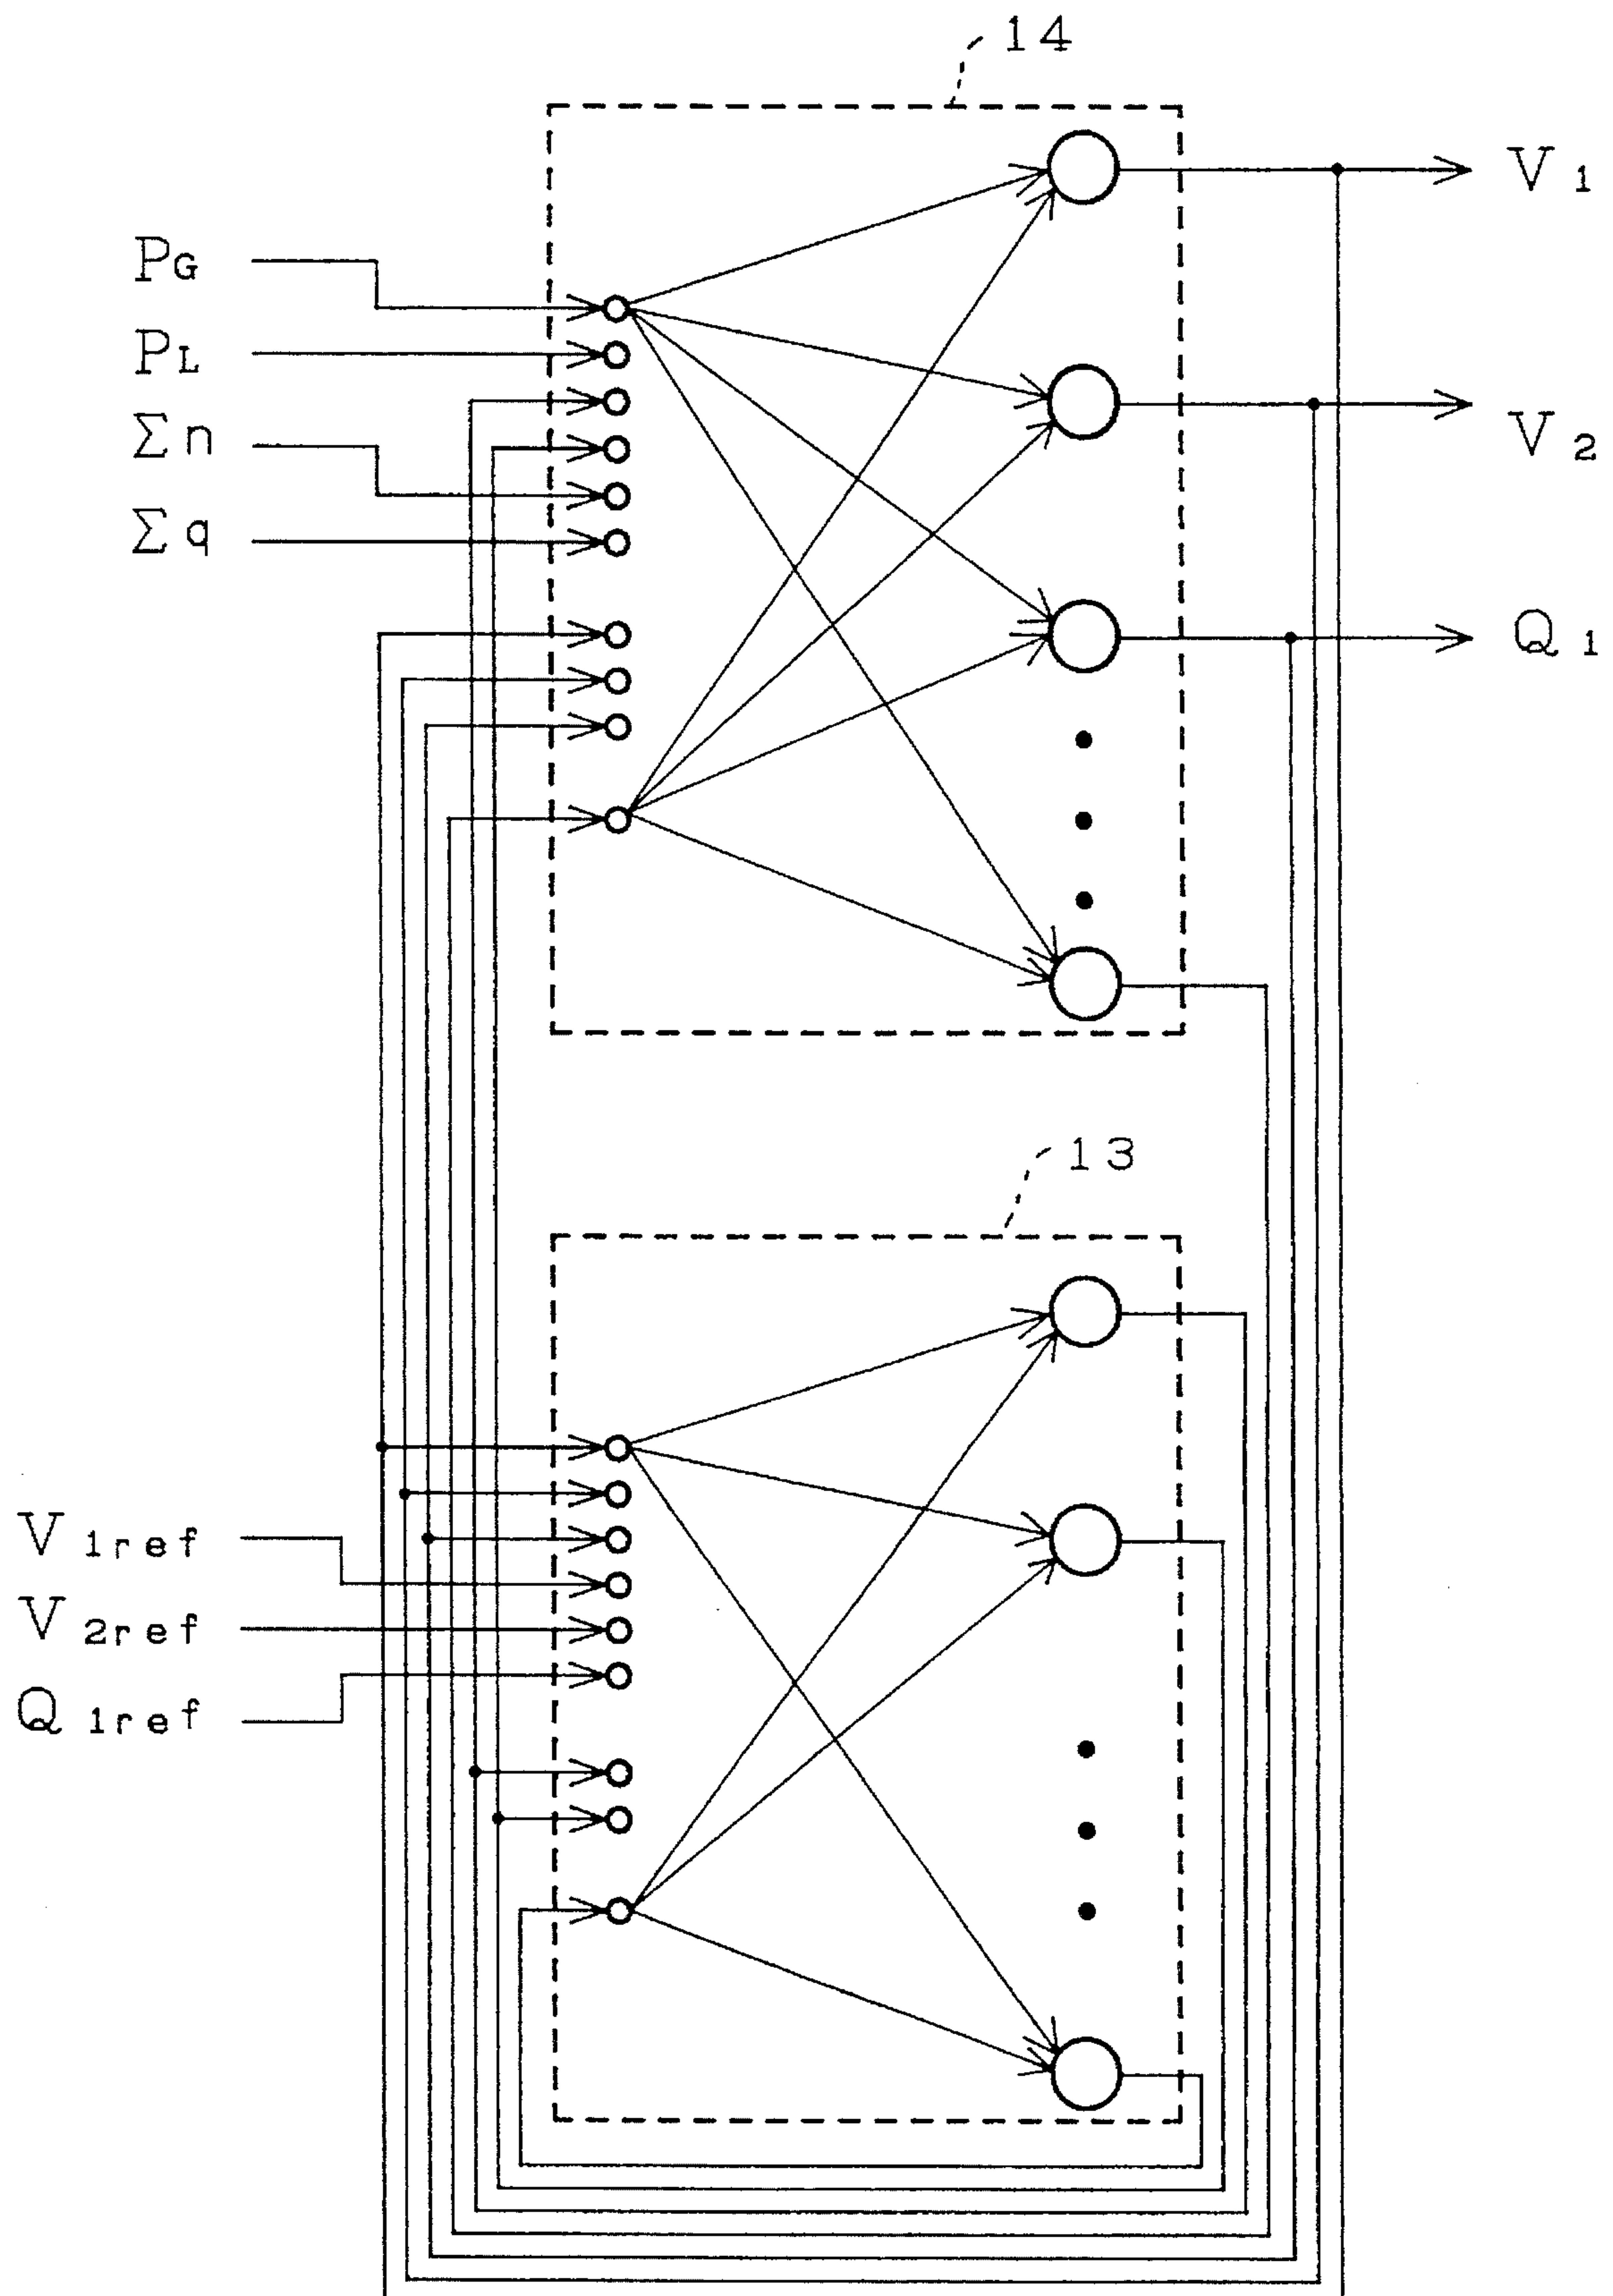 14
V1
PG
PL
V2
Σn
Σq
Q1
13
V1ref
V2ref
Q1ref